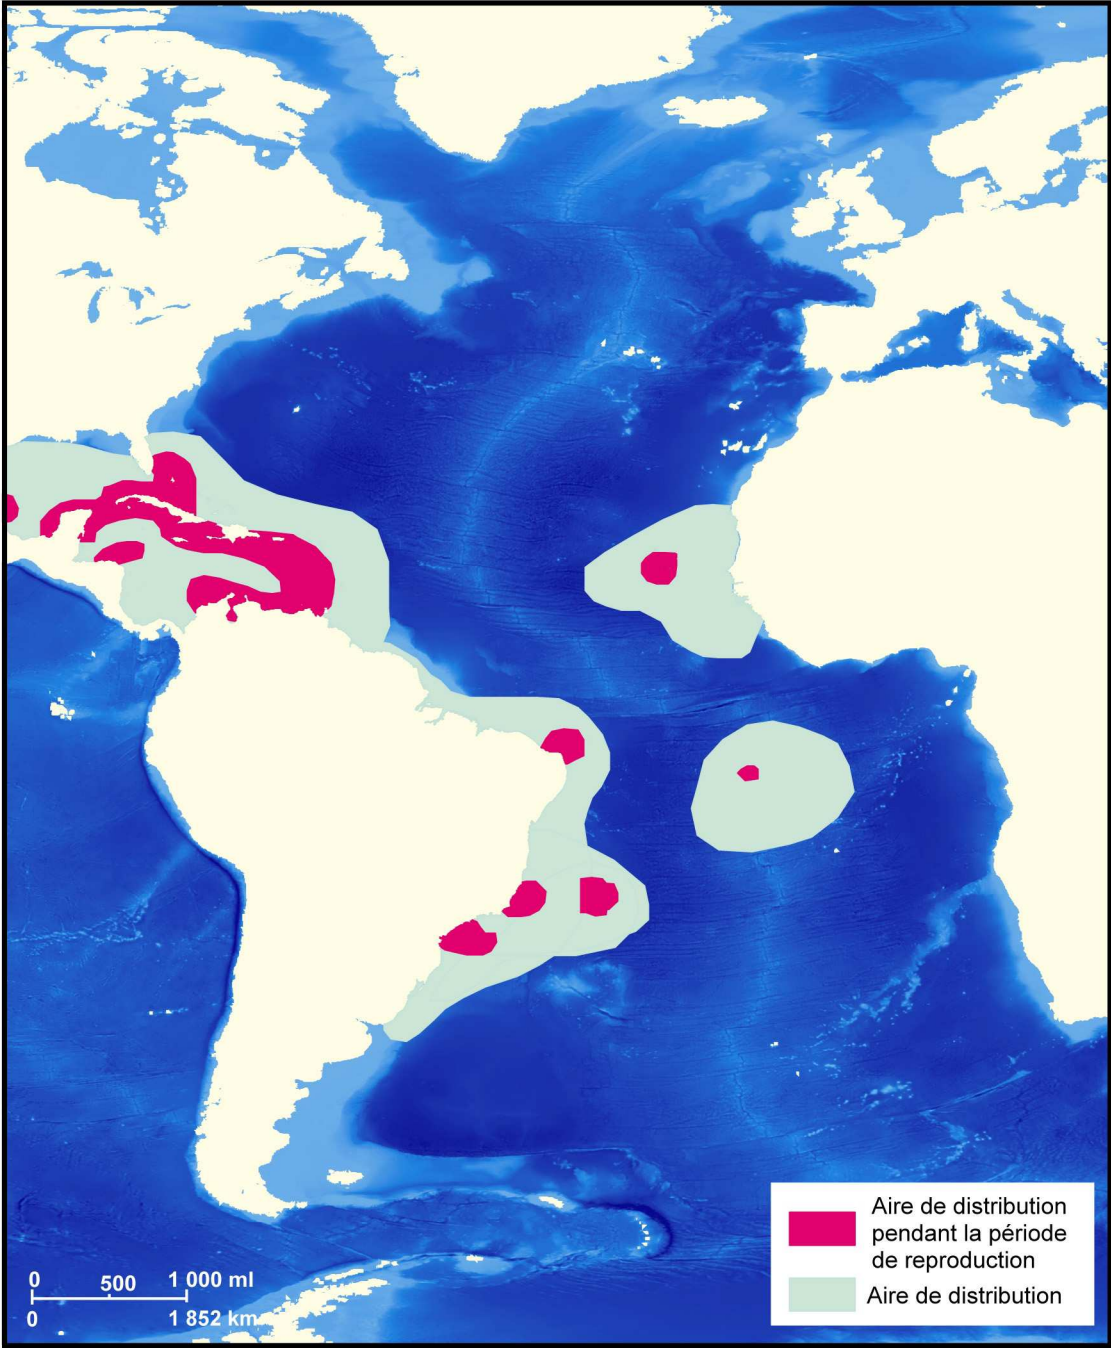 Aire de distribution
pendant la période
de reproduction
Aire de distribution
0 500 1 000 ml
0 1 852 km